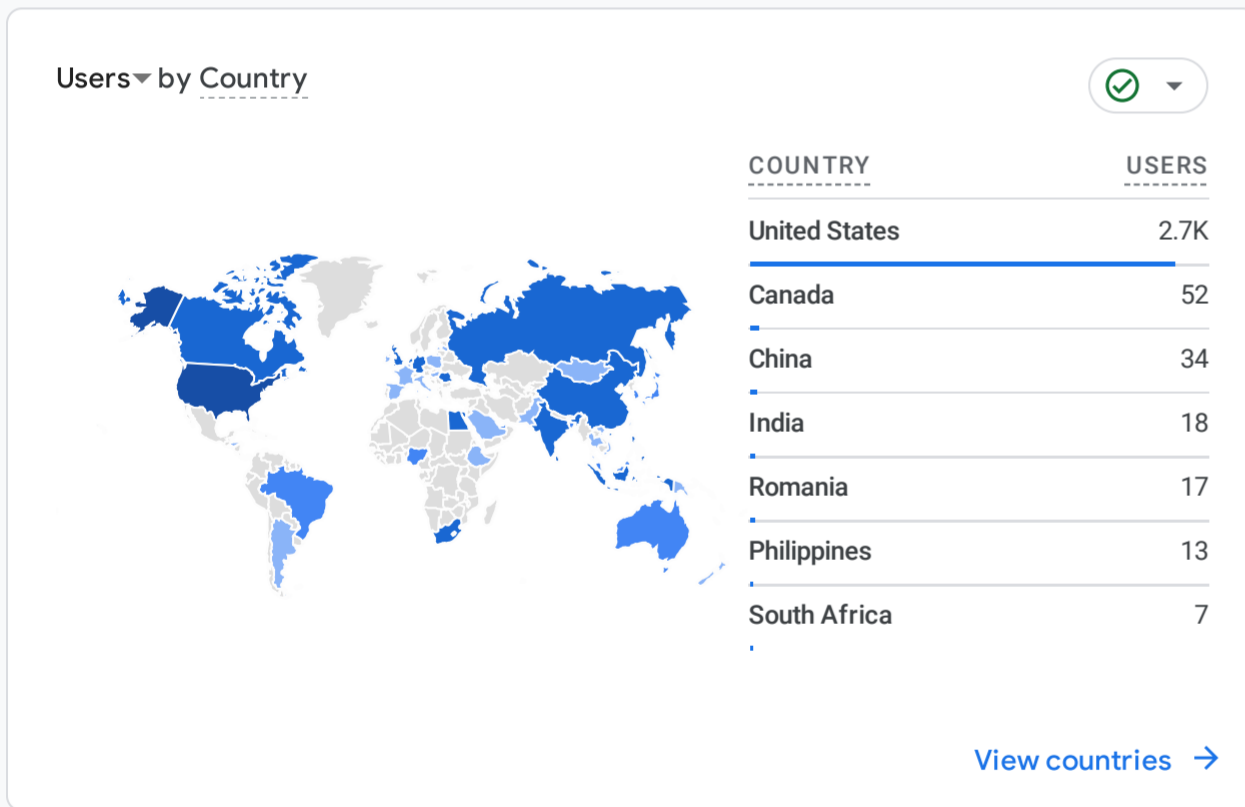 Users by Country
COUNTRY USERS
United States 2.7K
Canada 52
China 34
India 18
Romania 17
Philippines 13
South Africa 7
View countries